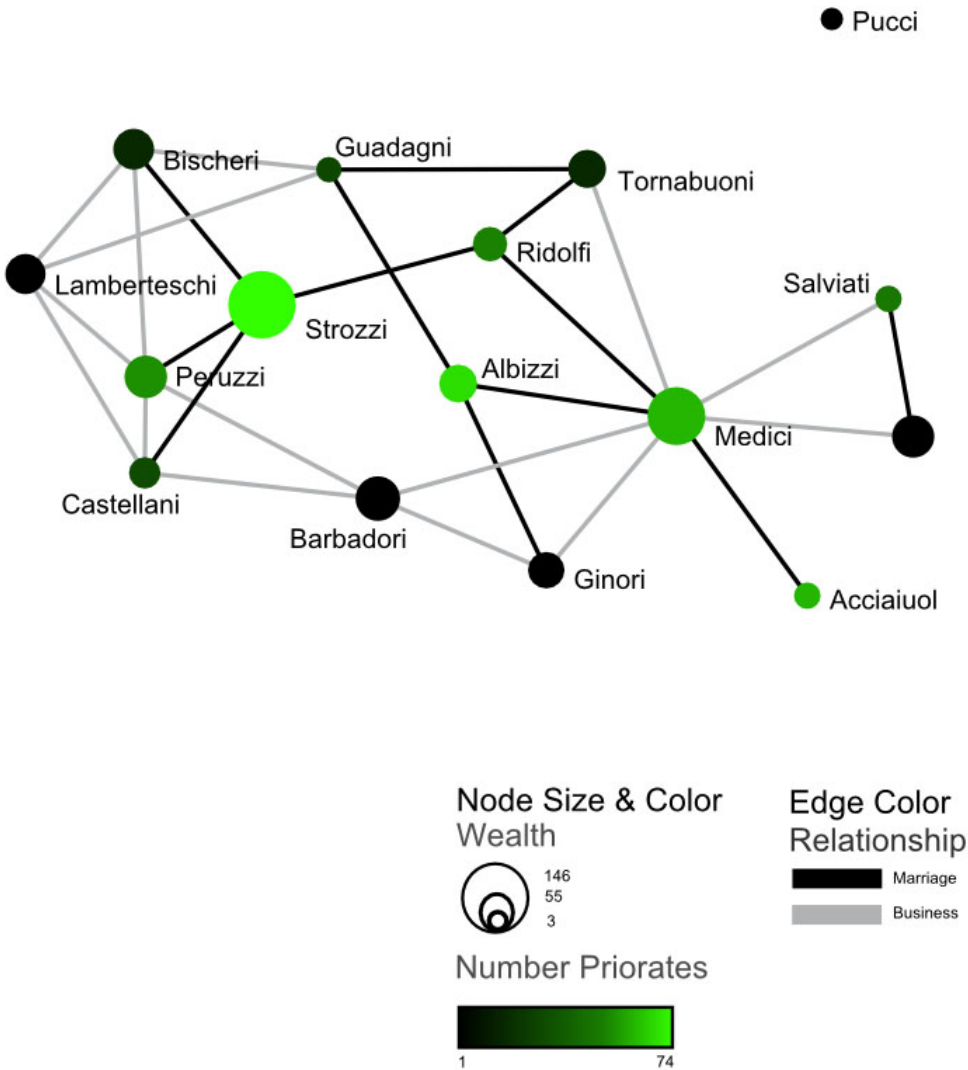 Pucci
Guadagni
Bischeri
Tornabuoni
Ridolfi
Lamberteschi
Salviati
Strozzi
Albizzi
Peruzzi
Medici
Castellani
Barbadori
Ginori
Acciaiuol
Node Size & Color
Wealth
146
55
3
Number Priorates
1 74
Edge Color
Relationship
Marriage
Business